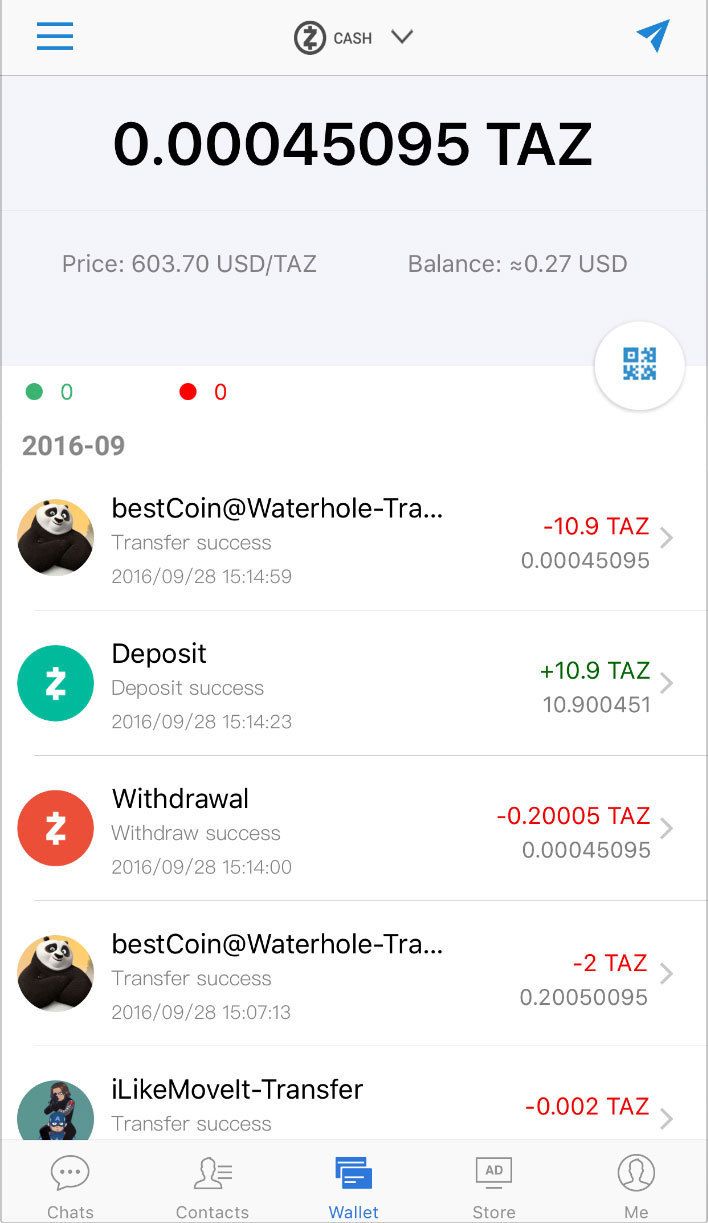 CASH
0.00045095 TAZ
Price: 603.70 USD/TAZ
Balance: ≈0.27 USD
0
0
2016-09
bestCoin@Waterhole-Tra...
Transfer success
2016/09/28 15:14:59
-10.9 TAZ
0.00045095
Deposit
Deposit success
2016/09/28 15:14:23
+10.9 TAZ
10.900451
Withdrawal
Withdraw success
2016/09/28 15:14:00
-0.20005 TAZ
0.00045095
bestCoin@Waterhole-Tra...
Transfer success
2016/09/28 15:07:13
-2 TAZ
0.20050095
iLikeMoveIt-Transfer
Transfer success
-0.002 TAZ
AD
Chats
Contacts
Wallet
Store
Me